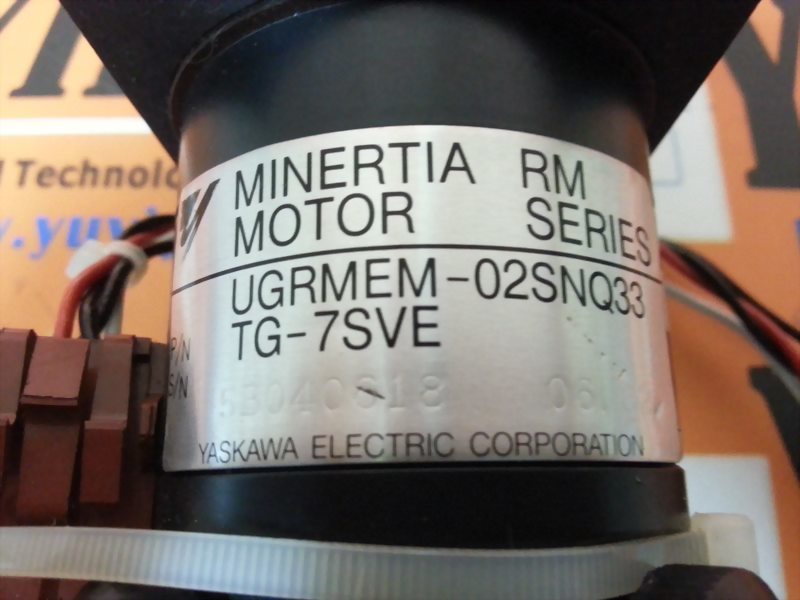 MINERTIA RM
MOTOR SERIES
UGRMEM-02SNQ33
P/N TG-7SVE
S/N
YASKAWA ELECTRIC CORPORATION